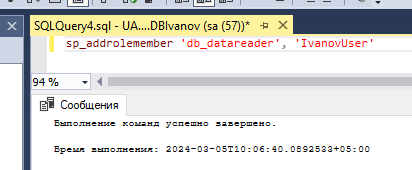 SQLQuery4.sql - UA....DBIvanov (sa (57))*
sp_addrolemember 'db_datareader', 'IvanovUser'
94 %
Сообщения
Выполнение команд успешно завершено.
Время выполнения: 2024-03-05T10:06:40.0892533+05:00